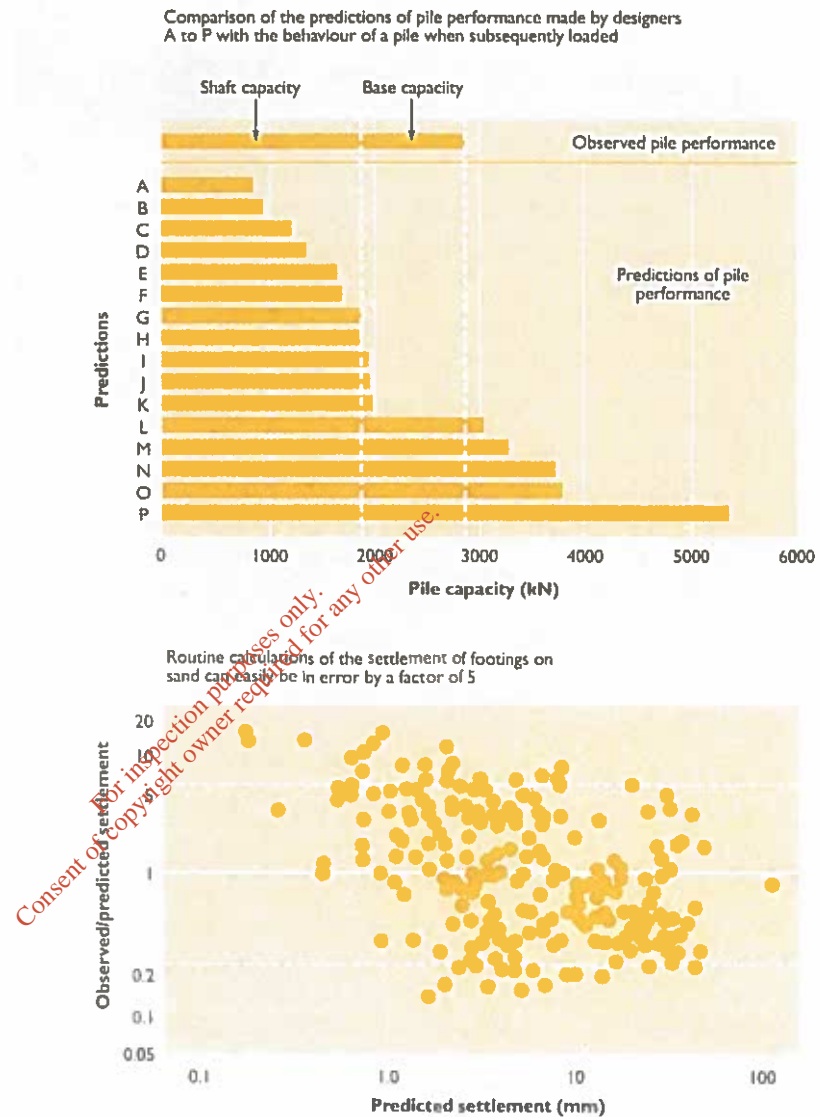 Comparison of the predictions of pile performance made by designers
A to P with the behaviour of a pile when subsequently loaded
Shaft capacity
Base capaciity
Observed pile performance
A
B
C
D
E
F
G
H
I
J
K
L
M
N
O
P
Predictions
Predictions of pile
performance
0 1000 2000 3000 4000 5000 6000
Pile capacity (kN)
Routine calculations of the settlement of footings on
sand can easily be in error by a factor of 5
20
10
5
1
0.2
0.1
0.05
Observed/predicted settlement
0.1 1.0 10 100
Predicted settlement (mm)
For inspection purposes only.
Consent of copyright owner required for any other use.